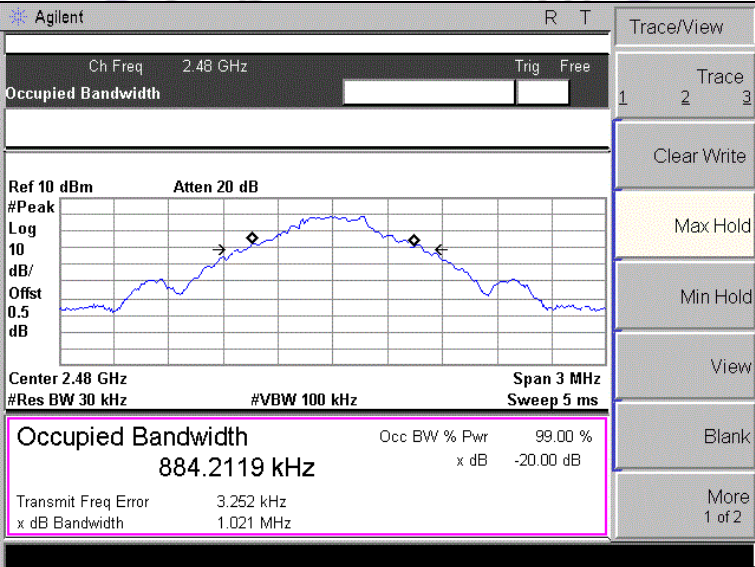 Agilent R T
Ch Freq 2.48 GHz Trig Free
Occupied Bandwidth
Ref 10 dBm Atten 20 dB
#Peak
Log
10
dB/
Offst
0.5
dB
Center 2.48 GHz Span 3 MHz
#Res BW 30 kHz #VBW 100 kHz Sweep 5 ms
Occupied Bandwidth
884.2119 kHz
Occ BW % Pwr 99.00 %
x dB -20.00 dB
Transmit Freq Error 3.252 kHz
x dB Bandwidth 1.021 MHz
Trace/View
Trace
1 2 3
Clear Write
Max Hold
Min Hold
View
Blank
More
1 of 2